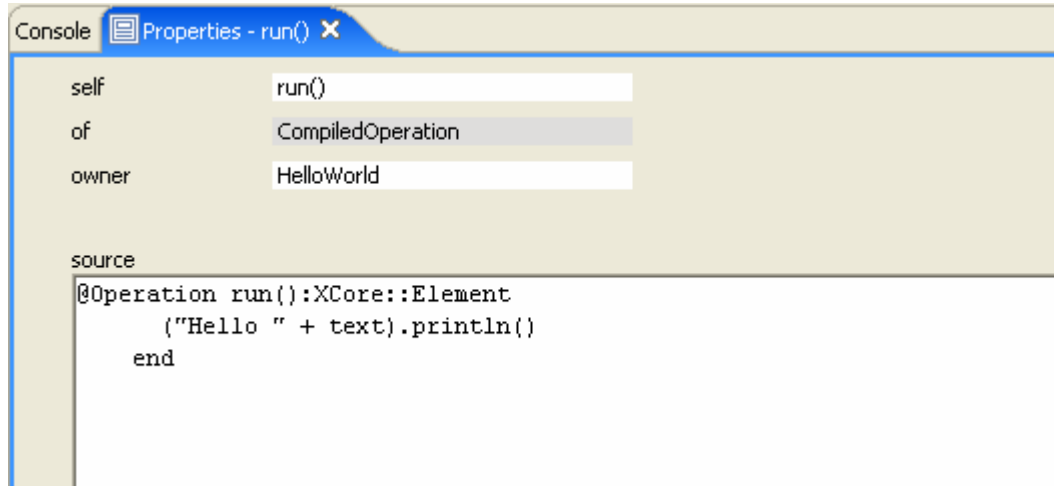 Console Properties - run()
self run()
of CompiledOperation
owner HelloWorld
source
@Operation run():XCore::Element
("Hello " + text).println()
end